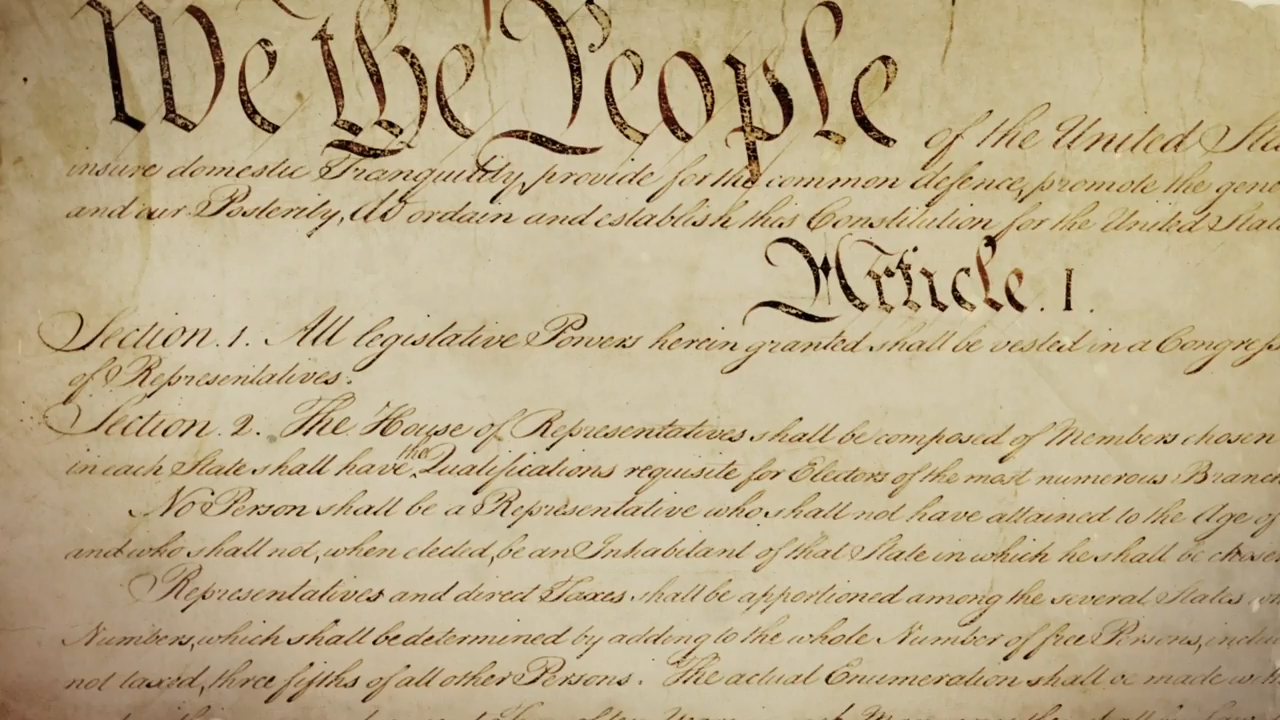 We the People of the United Sta
insure domestic Tranquility, provide for the common defence, promote the gene
and our Posterity, do ordain and establish this Constitution for the United State
Article. I.
Section. 1. All legislative Powers herein granted shall be vested in a Congress
of Representatives.
Section. 2. The House of Representatives shall be composed of Members chosen
in each State shall have the Qualifications requisite for Electors of the most numerous Branch
No Person shall be a Representative who shall not have attained to the Age of
and who shall not, when elected, be an Inhabitant of that State in which he shall be chosen
Representatives and direct Taxes shall be apportioned among the several States
Numbers, which shall be determined by adding to the whole Number of free Persons, inclu
not taxed, three fifths of all other Persons. The actual Enumeration shall be made